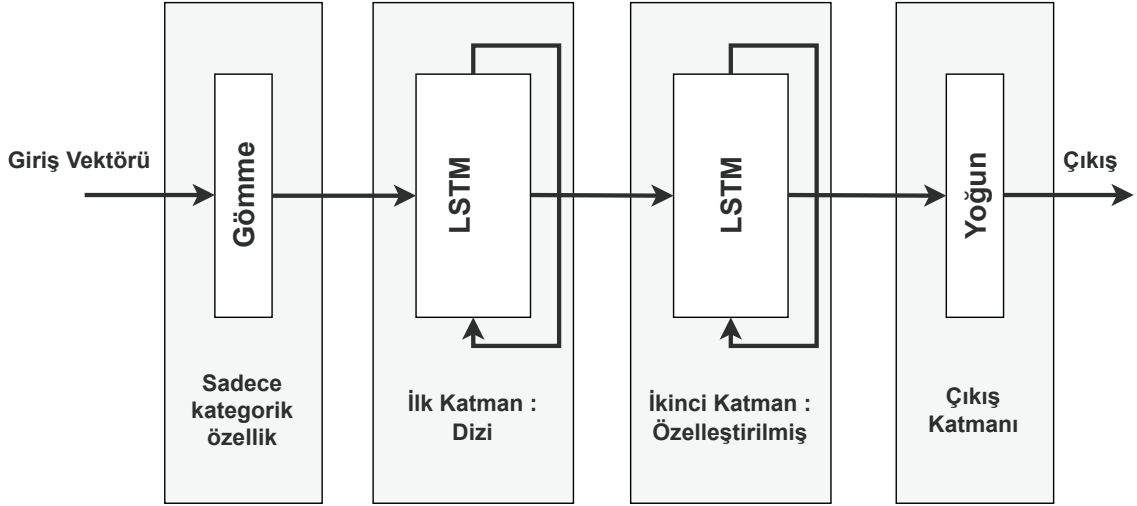 Giriş Vektörü
Gömme
Sadece
kategorik
özellik
LSTM
İlk Katman :
Dizi
LSTM
İkinci Katman :
Özelleştirilmiş
Yoğun
Çıkış
Katmanı
Çıkış